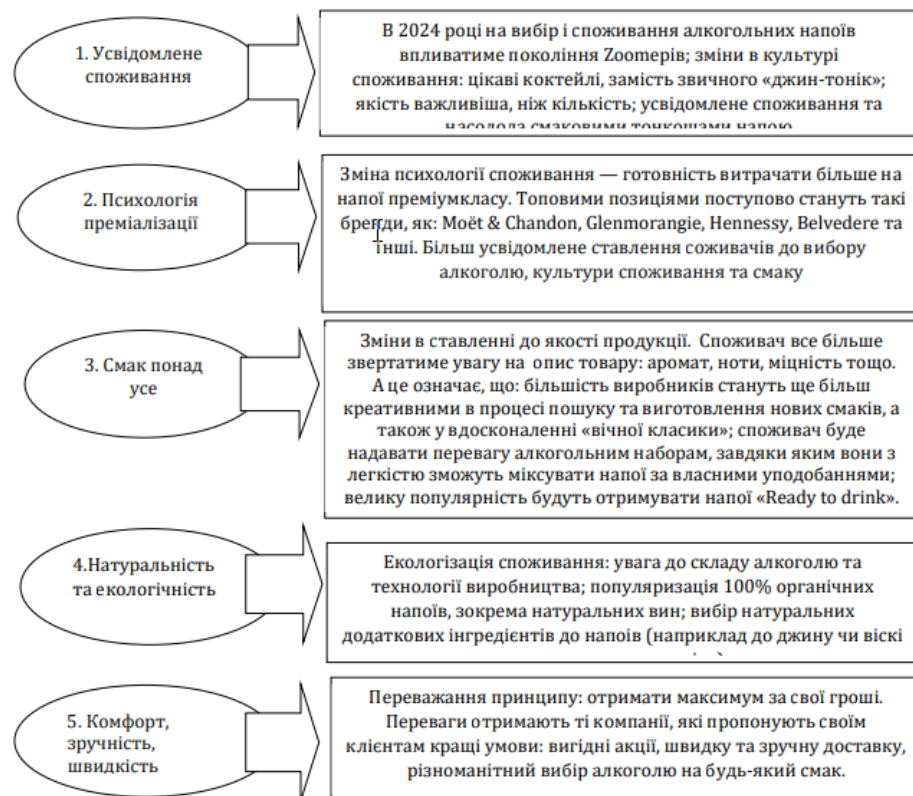 1. Усвідомлене
споживання
В 2024 році на вибір і споживання алкогольних напоїв
впливатиме покоління Zoomерів; зміни в культурі
споживання: цікаві коктейлі, замість звичного «джин-тонік»;
якість важливіша, ніж кількість; усвідомлене споживання та
насолода смаковими тонкощами напою
2. Психологія
преміалізації
Зміна психології споживання — готовність витрачати більше на
напої преміумкласу. Топовими позиціями поступово стануть такі
бренди, як: Moët & Chandon, Glenmorangie, Hennessy, Belvedere та
інші. Більш усвідомлене ставлення соживачів до вибору
алкоголю, культури споживання та смаку
3. Смак понад
усе
Зміни в ставленні до якості продукції. Споживач все більше
звертатиме увагу на опис товару: аромат, ноти, міцність тощо.
А це означає, що: більшість виробників стануть ще більш
креативними в процесі пошуку та виготовлення нових смаків, а
також у вдосконаленні «вічної класики»; споживач буде
надавати перевагу алкогольним наборам, завдяки яким вони з
легкістю зможуть міксувати напої за власними уподобаннями;
велику популярність будуть отримувати напої «Ready to drink».
4.Натуральність
та екологічність
Екологізація споживання: увага до складу алкоголю та
технології виробництва; популяризація 100% органічних
напоїв, зокрема натуральних вин; вибір натуральних
додаткових інгредієнтів до напоїв (наприклад до джину чи віскі
5. Комфорт,
зручність,
швидкість
Переважання принципу: отримати максимум за свої гроші.
Переваги отримають ті компанії, які пропонують своїм
клієнтам кращі умови: вигідні акції, швидку та зручну доставку,
різноманітний вибір алкоголю на будь-який смак.